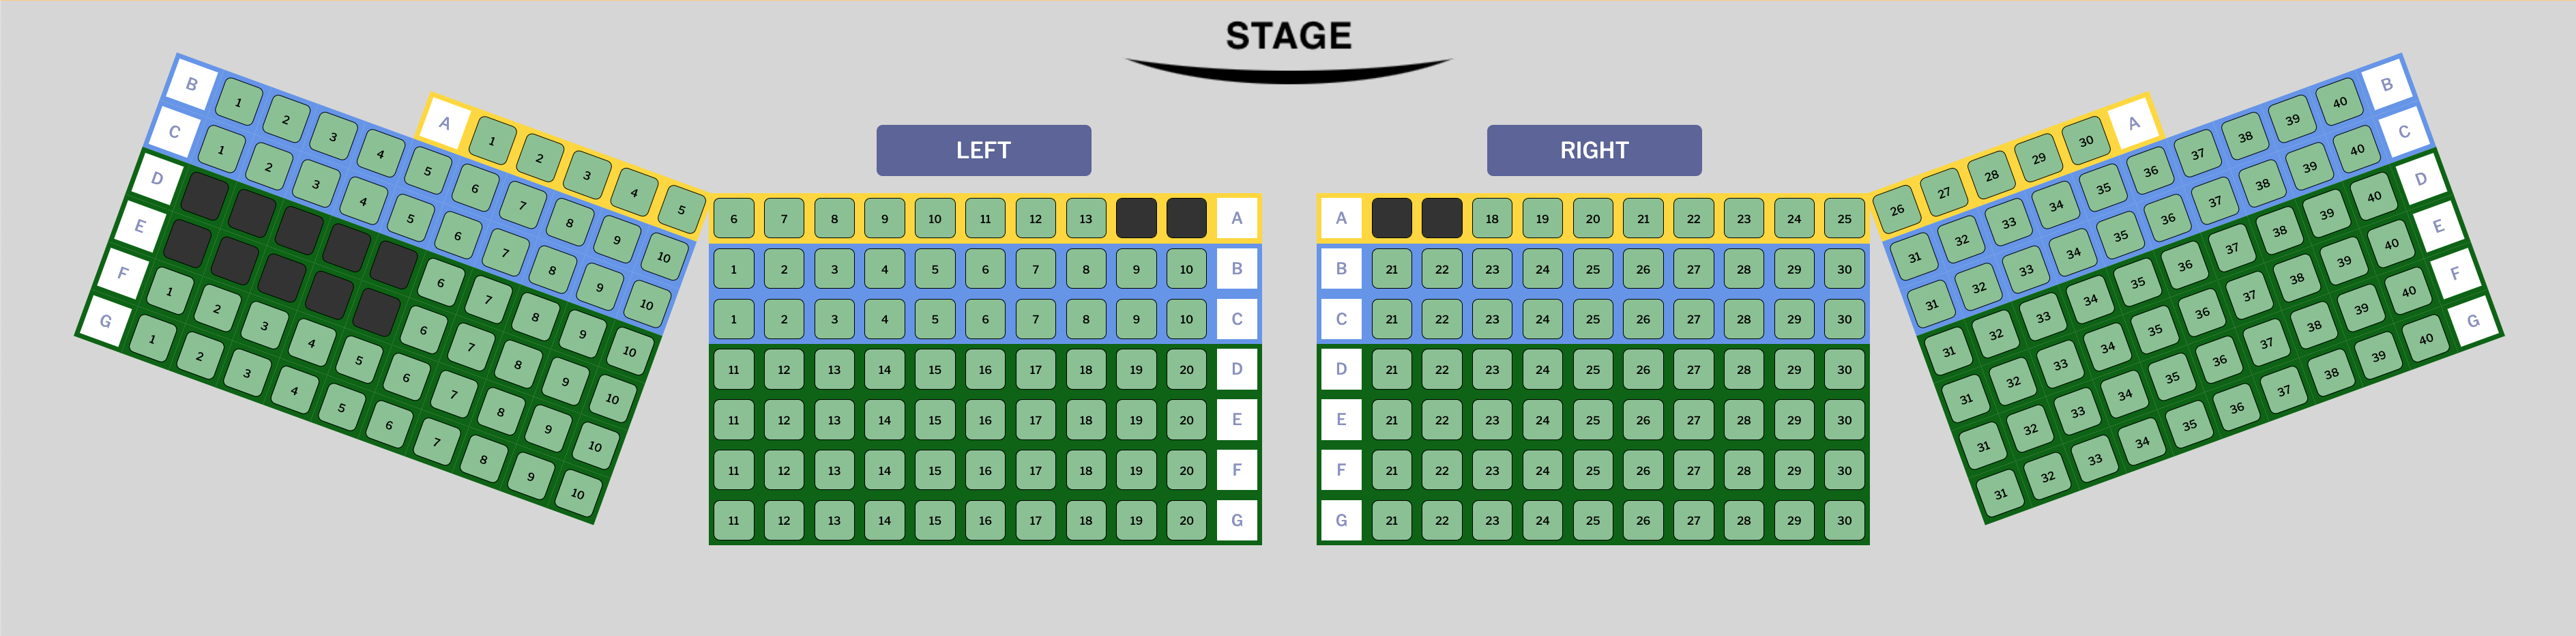 STAGE
LEFT
RIGHT
B 1 2 3 4 5 6 7 8 9 10
C 1 2 3 4 5 6 7 8 9 10
D 6 7 8 9 10
E 6 7 8 9 10
F 1 2 3 4 5 6 7 8 9 10
G 1 2 3 4 5 6 7 8 9 10
A 1 2 3 4 5
6 7 8 9 10 11 12 13 A
1 2 3 4 5 6 7 8 9 10 B
1 2 3 4 5 6 7 8 9 10 C
11 12 13 14 15 16 17 18 19 20 D
11 12 13 14 15 16 17 18 19 20 E
11 12 13 14 15 16 17 18 19 20 F
11 12 13 14 15 16 17 18 19 20 G
A 18 19 20 21 22 23 24 25
B 21 22 23 24 25 26 27 28 29 30
C 21 22 23 24 25 26 27 28 29 30
D 21 22 23 24 25 26 27 28 29 30
E 21 22 23 24 25 26 27 28 29 30
F 21 22 23 24 25 26 27 28 29 30
G 21 22 23 24 25 26 27 28 29 30
26 27 28 29 30 A
31 32 33 34 35 36 37 38 39 40 B
31 32 33 34 35 36 37 38 39 40 C
31 32 33 34 35 36 37 38 39 40 D
31 32 33 34 35 36 37 38 39 40 E
31 32 33 34 35 36 37 38 39 40 F
31 32 33 34 35 36 37 38 39 40 G